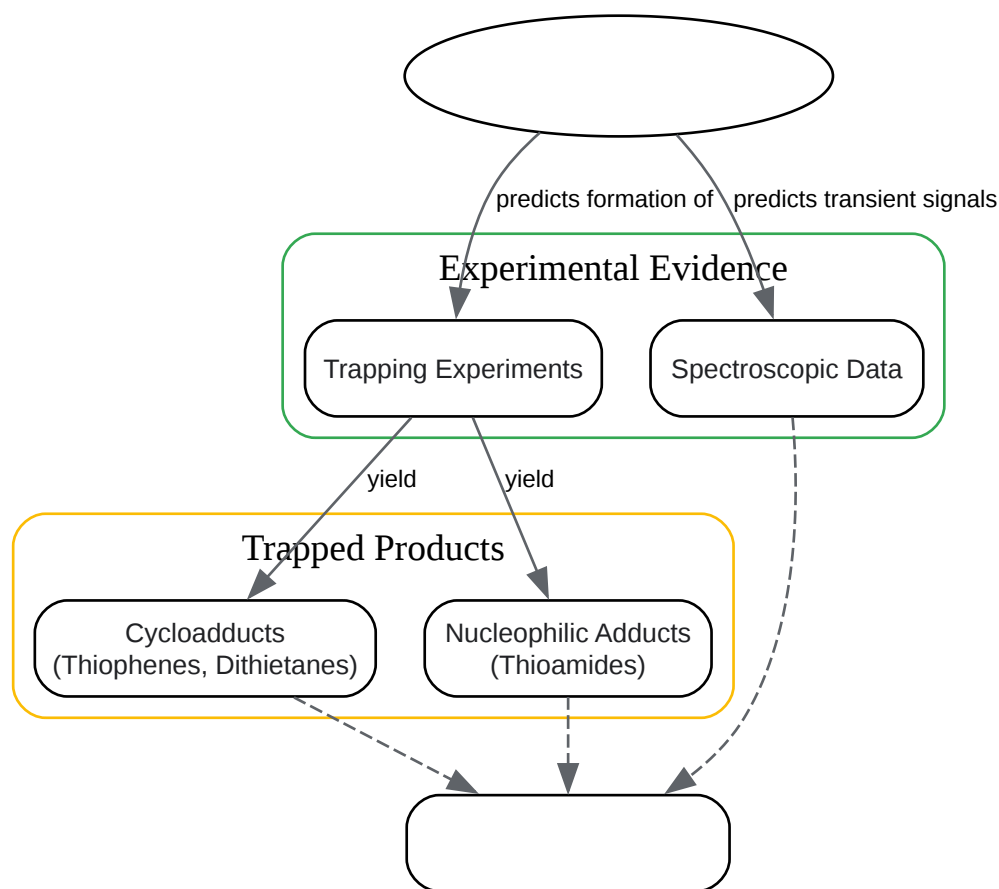 predicts formation of
predicts transient signals
Experimental Evidence
Trapping Experiments
Spectroscopic Data
yield
yield
Trapped Products
Cycloadducts
(Thiophenes, Dithietanes)
Nucleophilic Adducts
(Thioamides)